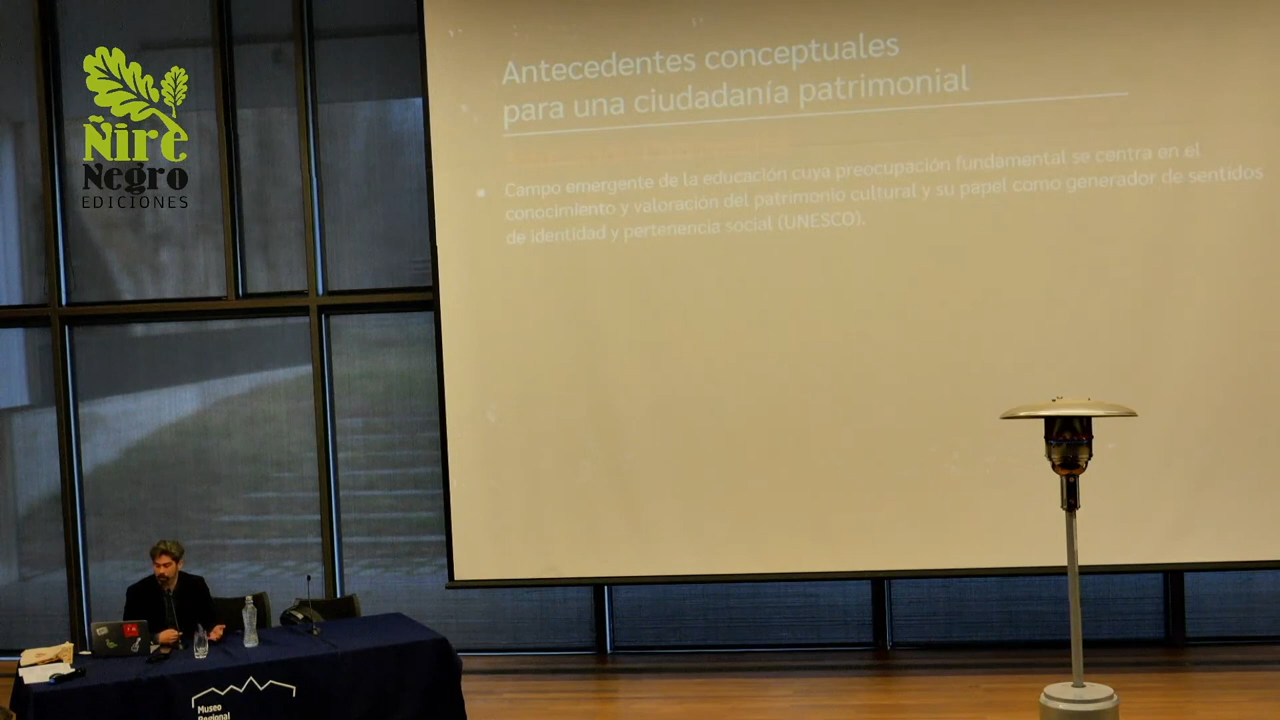 Ñire
Negro
EDICIONES
Antecedentes conceptuales
para una ciudadanía patrimonial
Campo emergente de la educación cuya preocupación fundamental se centra en el
conocimiento y valoración del patrimonio cultural y su papel como generador de sentidos
de identidad y pertenencia social (UNESCO).
Museo
Regional